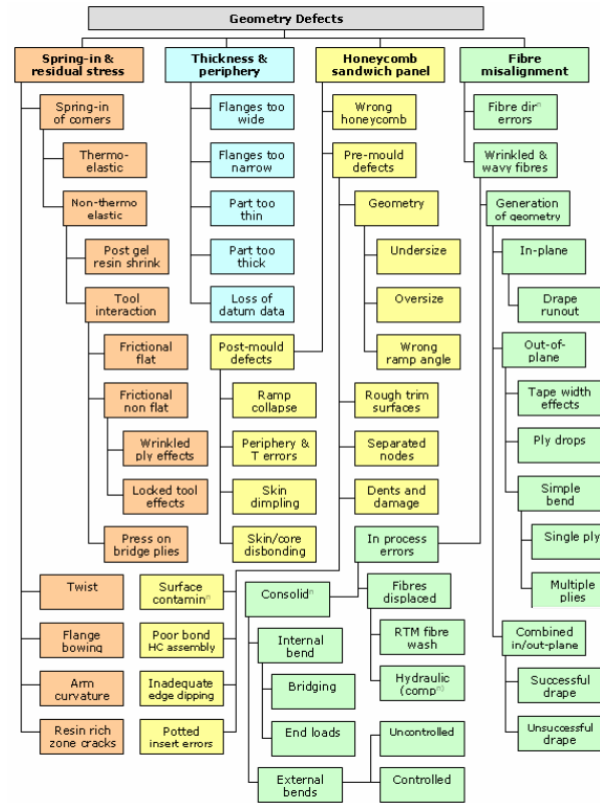 Geometry Defects
Spring-in &
residual stress
Thickness &
periphery
Honeycomb
sandwich panel
Fibre
misalignment
Spring-in
of corners
Thermo-
elastic
Non-thermo
elastic
Post gel
resin shrink
Tool
interaction
Frictional
flat
Frictional
non flat
Wrinkled
ply effects
Locked tool
effects
Press on
bridge plies
Twist
Flange
bowing
Arm
curvature
Resin rich
zone cracks
Flanges too
wide
Flanges too
narrow
Part too
thin
Part too
thick
Loss of
datum data
Wrong
honeycomb
Pre-mould
defects
Geometry
Undersize
Oversize
Wrong
ramp angle
Rough trim
surfaces
Separated
nodes
Dents and
damage
Surface
contaminⁿ
Poor bond
HC assembly
Inadequate
edge dipping
Potted
insert errors
Post-mould
defects
Ramp
collapse
Periphery &
T errors
Skin
dimpling
Skin/core
disbonding
Fibre dirⁿ
errors
Wrinkled &
wavy fibres
Generation
of geometry
In-plane
Drape
runout
Out-of-
plane
Tape width
effects
Ply drops
Simple
bend
Single ply
Multiple
plies
Combined
in/out-plane
Successful
drape
Unsuccessful
drape
In process
errors
Consolidⁿ
Internal
bend
Bridging
End loads
External
bends
Uncontrolled
Controlled
Fibres
displaced
RTM fibre
wash
Hydraulic
(compⁿ)